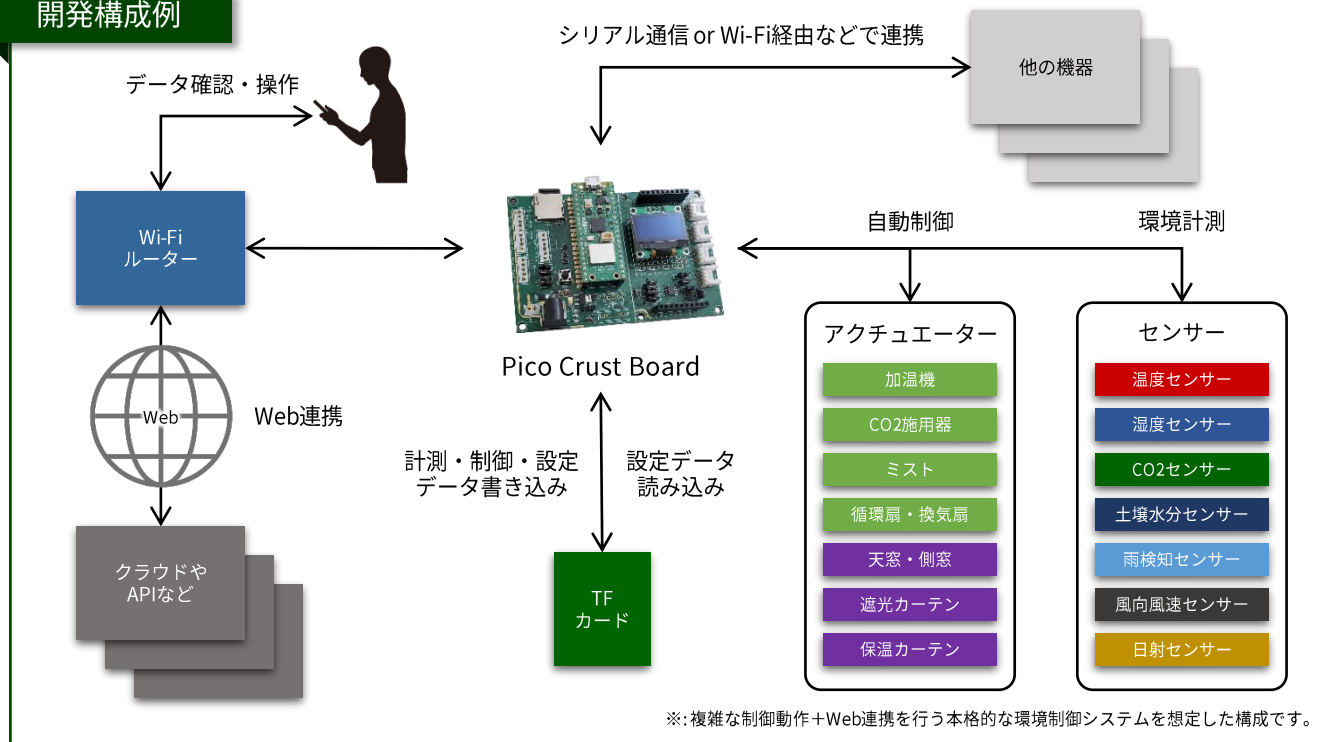 開発構成例
シリアル通信 or Wi-Fi経由などで連携
他の機器
データ確認・操作
Wi-Fi
ルーター
自動制御
環境計測
Pico Crust Board
Web
Web連携
計測・制御・設定
データ書き込み
設定データ
読み込み
クラウドや
APIなど
TF
カード
アクチュエーター
加温機
CO2施用器
ミスト
循環扇・換気扇
天窓・側窓
遮光カーテン
保温カーテン
センサー
温度センサー
湿度センサー
CO2センサー
土壌水分センサー
雨検知センサー
風向風速センサー
日射センサー
※:複雑な制御動作＋Web連携を行う本格的な環境制御システムを想定した構成です。